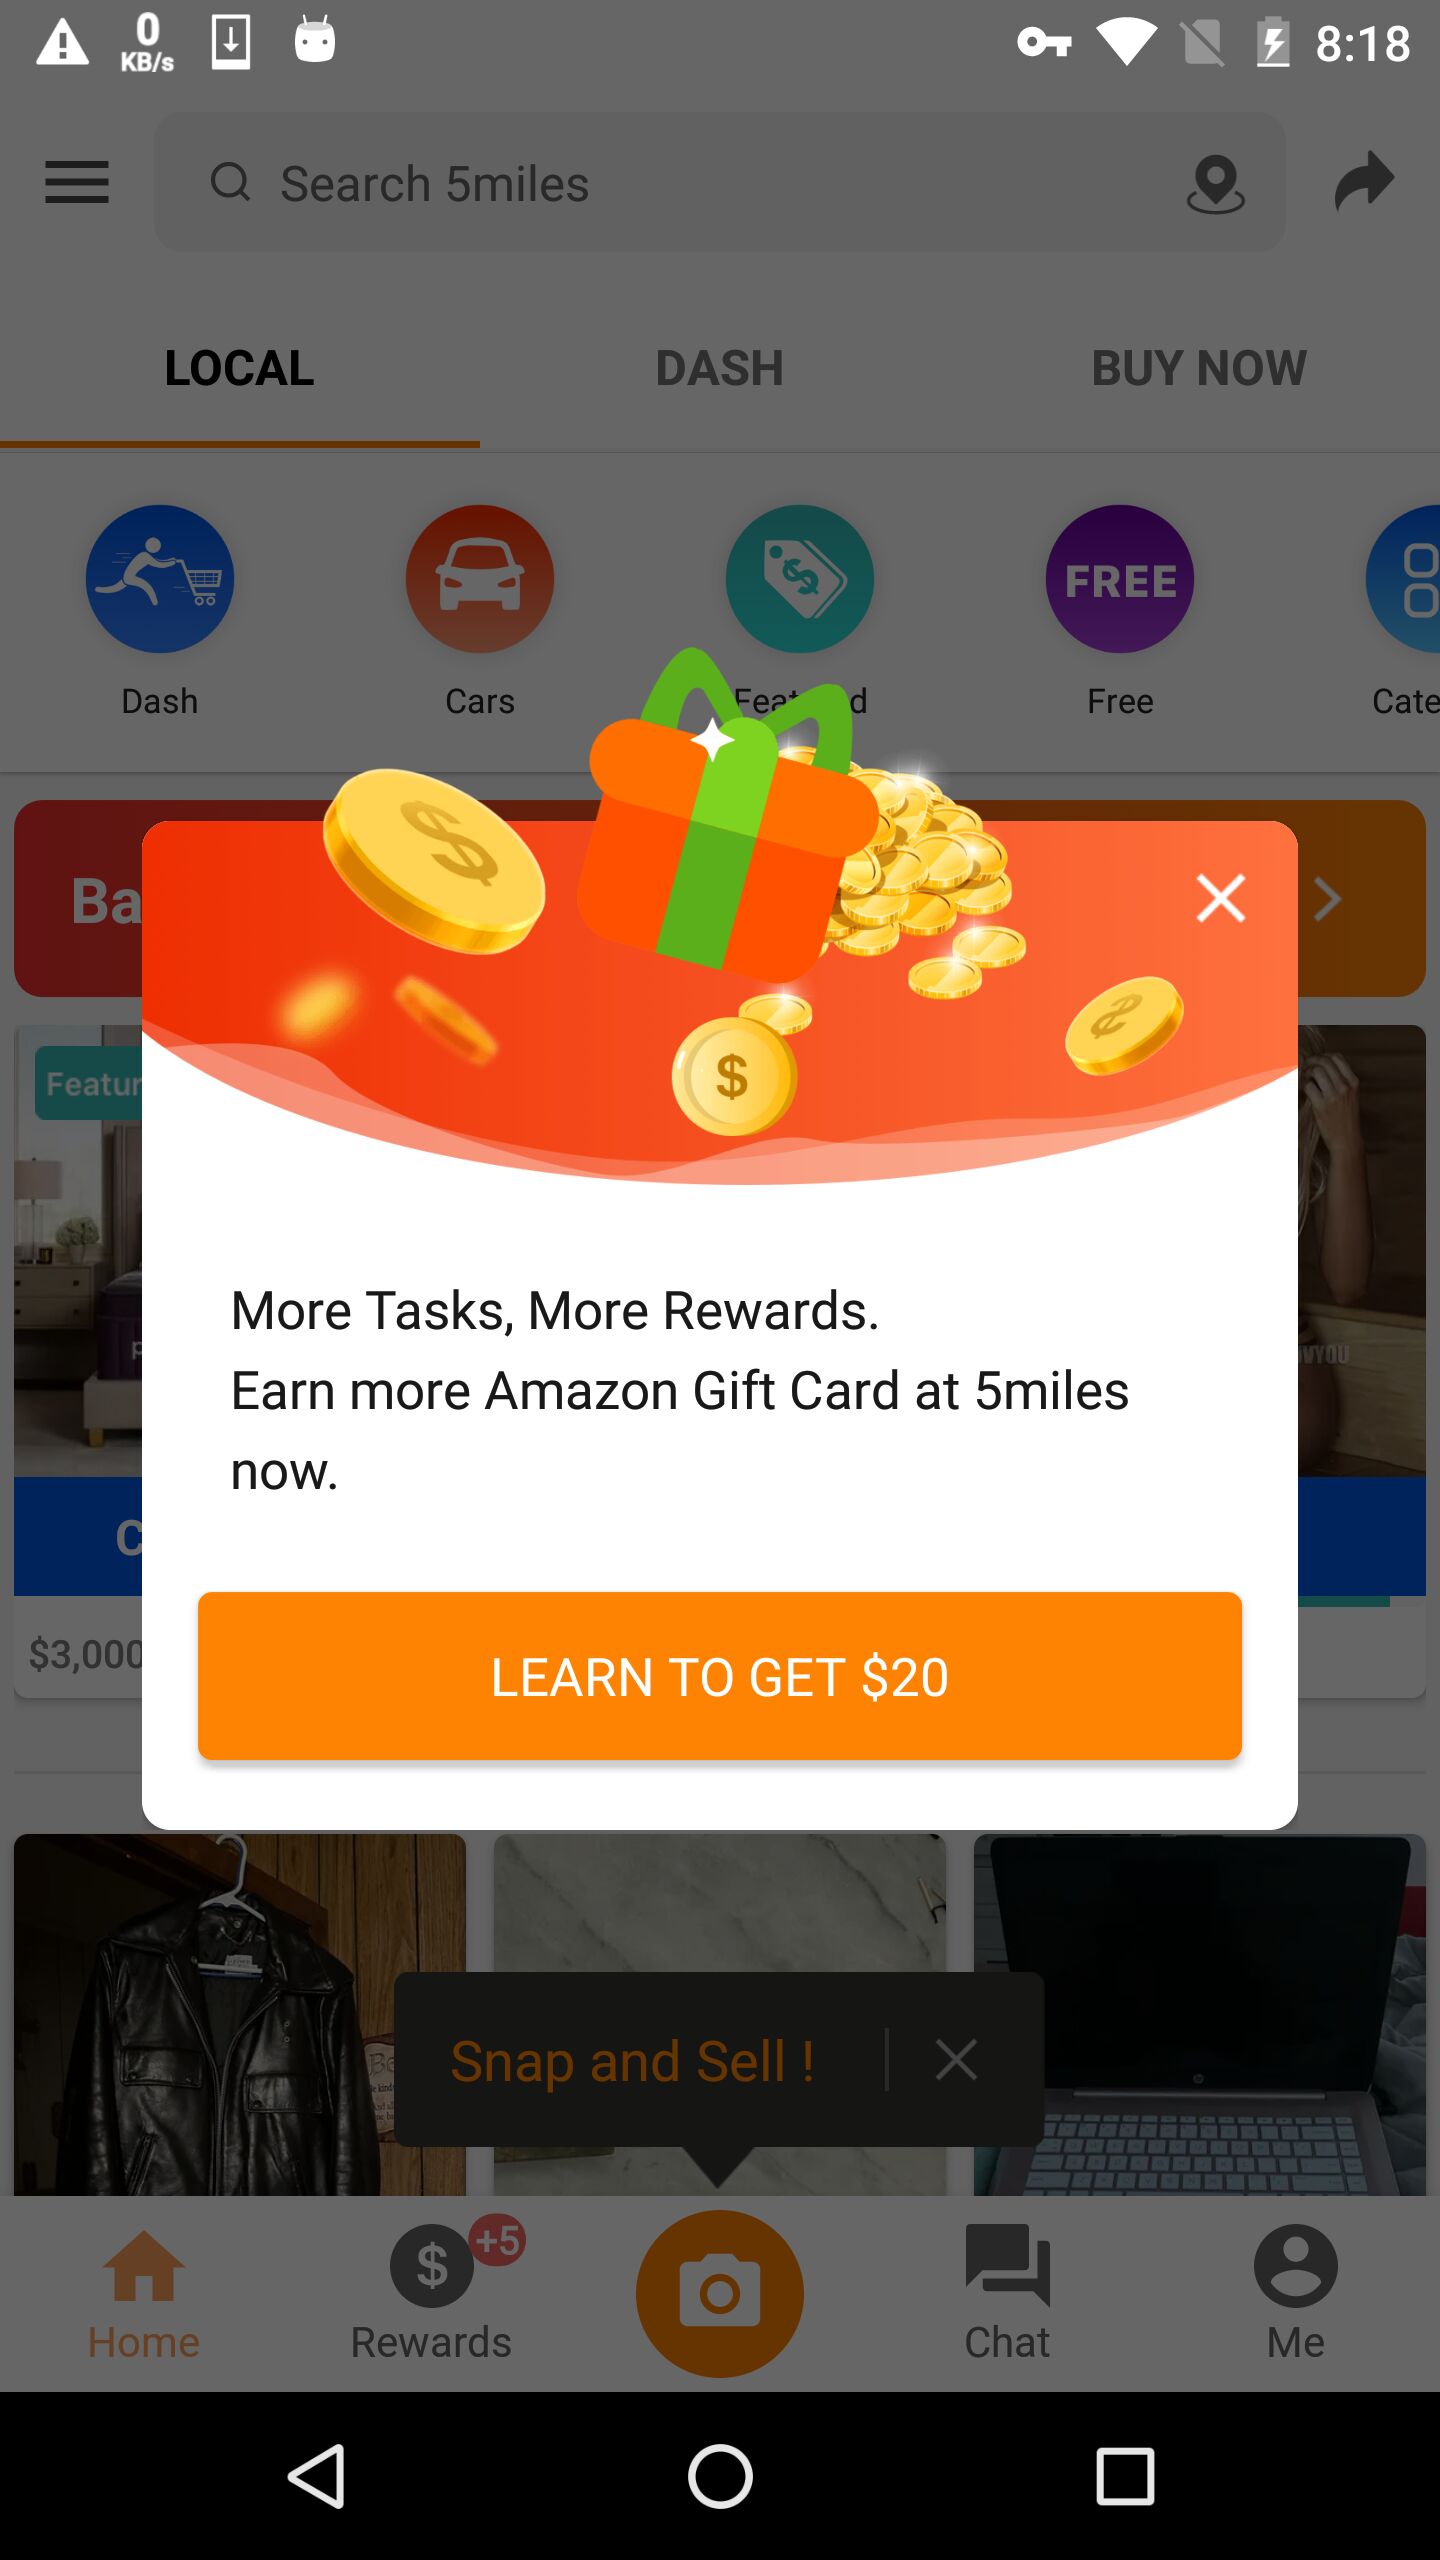 0
KB/s
8:18
Search 5miles
LOCAL
DASH
BUY NOW
FREE
Dash
Cars
Free
Cate
Ba
Featur
$
$
More Tasks, More Rewards.
Earn more Amazon Gift Card at 5miles
now.
C
LEARN TO GET $20
$3,000
Snap and Sell !
+5
Home
Rewards
Chat
Me